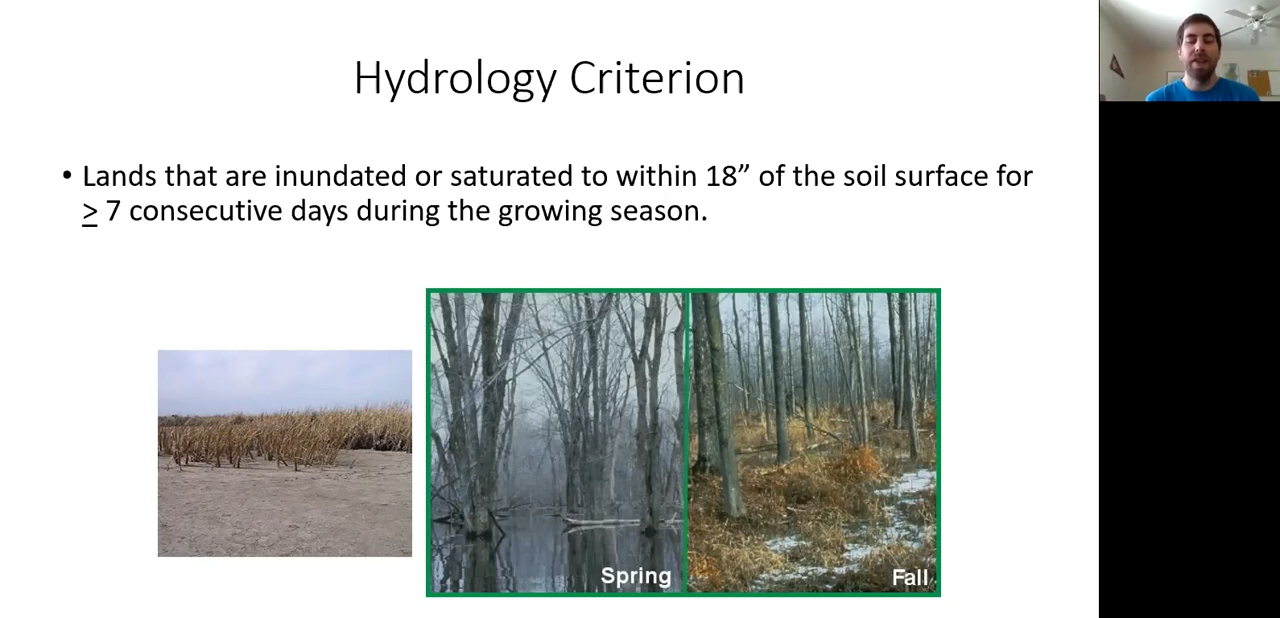 Hydrology Criterion
• Lands that are inundated or saturated to within 18” of the soil surface for
≥ 7 consecutive days during the growing season.
Spring
Fall